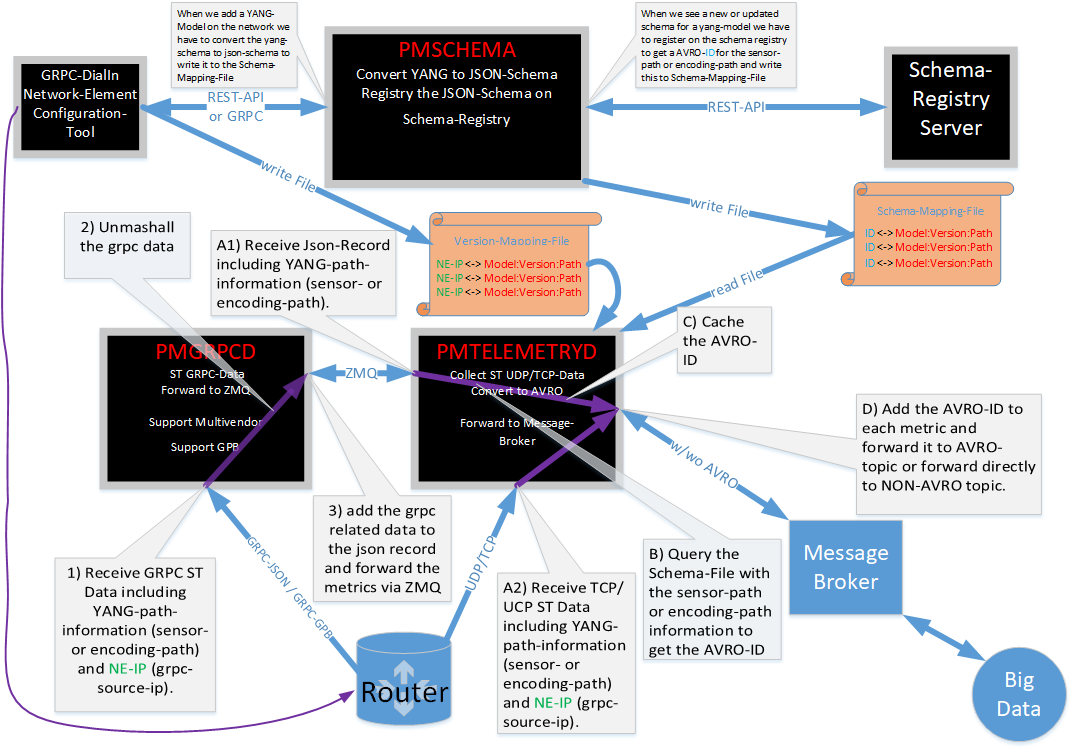 When we add a YANG-
Model on the network we
have to convert the yang-
schema to json-schema to
write it to the Schema-
Mapping-File
When we see a new or updated
schema for a yang-model we have
to register on the schema registry
to get a AVRO-ID for the sensor-
path or encoding-path and write
this to Schema-Mapping-File
GRPC-DialIn
Network-Element
Configuration-
Tool
REST-API
or GRPC
PMSCHEMA
Convert YANG to JSON-Schema
Registry the JSON-Schema on
Schema-Registry
REST-API
Schema-
Registry
Server
write File
write File
2) Unmashall
the grpc data
A1) Receive Json-Record
including YANG-path-
information (sensor- or
encoding-path).
Version-Mapping-File
NE-IP<-> Model:Version:Path
NE-IP<-> Model:Version:Path
NE-IP<-> Model:Version:Path
Schema-Mapping-File
ID <-> Model:Version:Path
ID <-> Model:Version:Path
ID <-> Model:Version:Path
read File
C) Cache
the AVRO-
ID
PMGRPCD
ST GRPC-Data
Forward to ZMQ
Support Multivendor
Support GPB
ZMQ
PMTELEMETRYD
Collect ST UDP/TCP-Data
Convert to AVRO
Forward to Message-
Broker
D) Add the AVRO-ID to
each metric and
forward it to AVRO-
topic or forward directly
to NON-AVRO topic.
w/wo AVRO
3) add the grpc
related data to
the json record
and forward the
metrics via ZMQ
1) Receive GRPC ST
Data including
YANG-path-
information (sensor-
or encoding-path)
and NE-IP (grpc-
source-ip).
GRPC-JSON / GRPC-GPB
UDP/TCP
A2) Receive TCP/
UCP ST Data
including YANG-
path-information
(sensor- or
encoding-path)
and NE-IP (grpc-
source-ip).
B) Query the
Schema-File with
the sensor-path
or encoding-path
information to
get the AVRO-ID
Message
Broker
Router
Big
Data